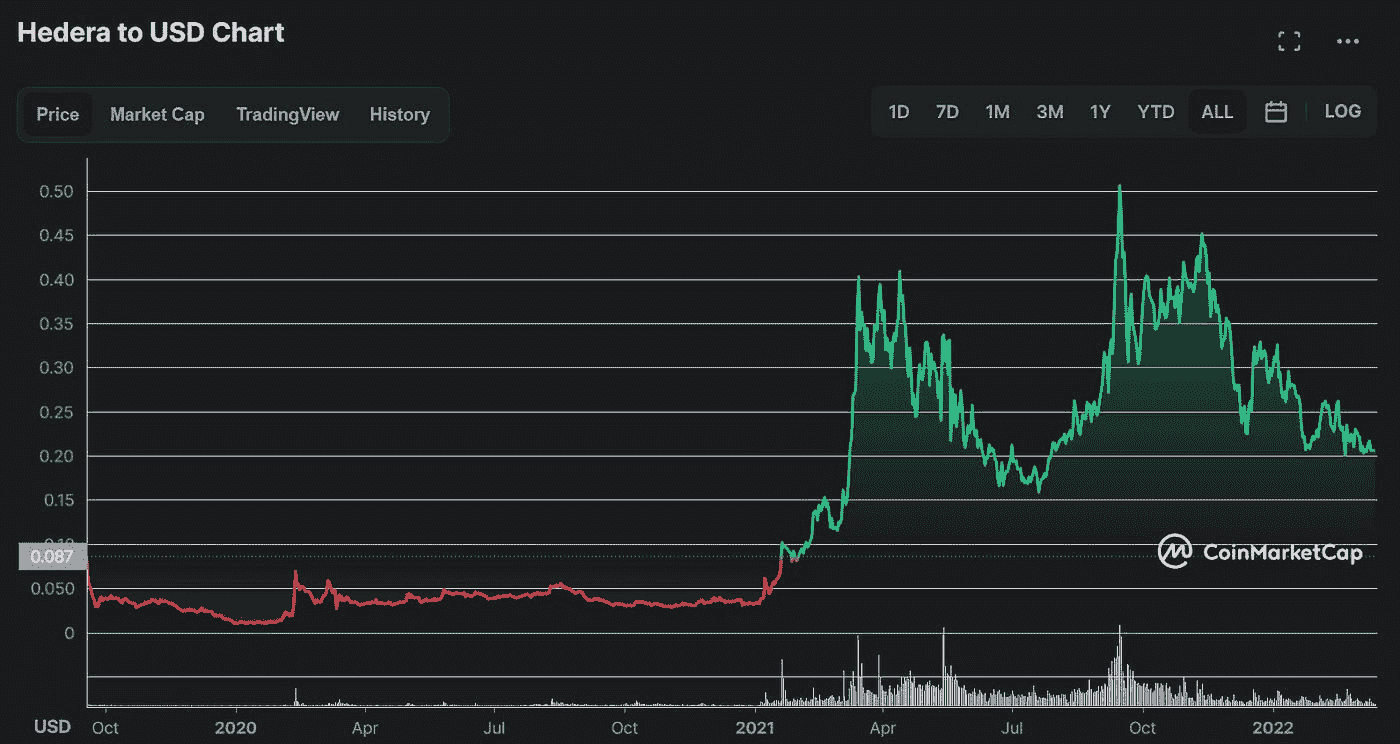 Hedera to USD Chart
Price Market Cap TradingView History
1D 7D 1M 3M 1Y YTD ALL LOG
0.50
0.45
0.40
0.35
0.30
0.25
0.20
0.15
0.10
0.087
0.050
0
CoinMarketCap
USD Oct 2020 Apr Jul Oct 2021 Apr Jul Oct 2022